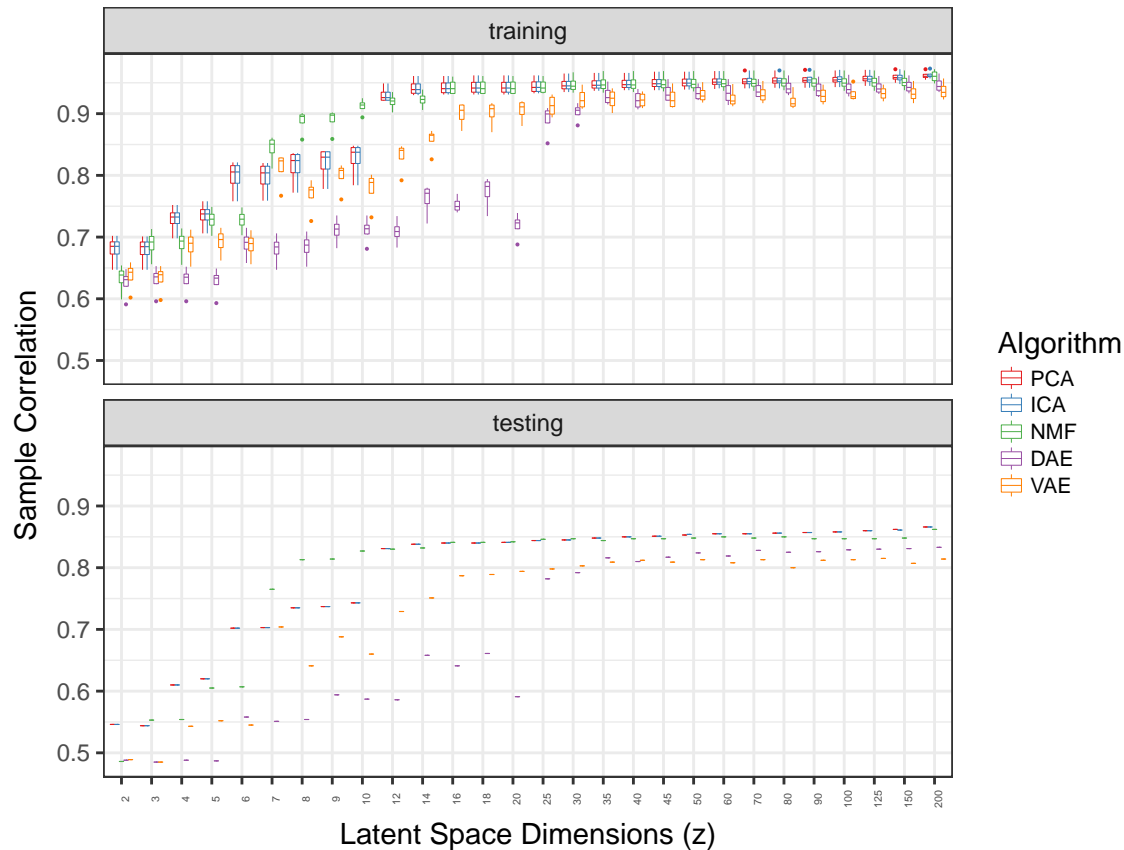 training
0.9
0.8
0.7
0.6
0.5
testing
0.9
0.8
0.7
0.6
0.5
Sample Correlation
2 3 4 5 6 7 8 9 10 12 14 16 18 20 25 30 35 40 45 50 60 70 80 90 100 125 150 200
Latent Space Dimensions (z)
Algorithm
PCA
ICA
NMF
DAE
VAE